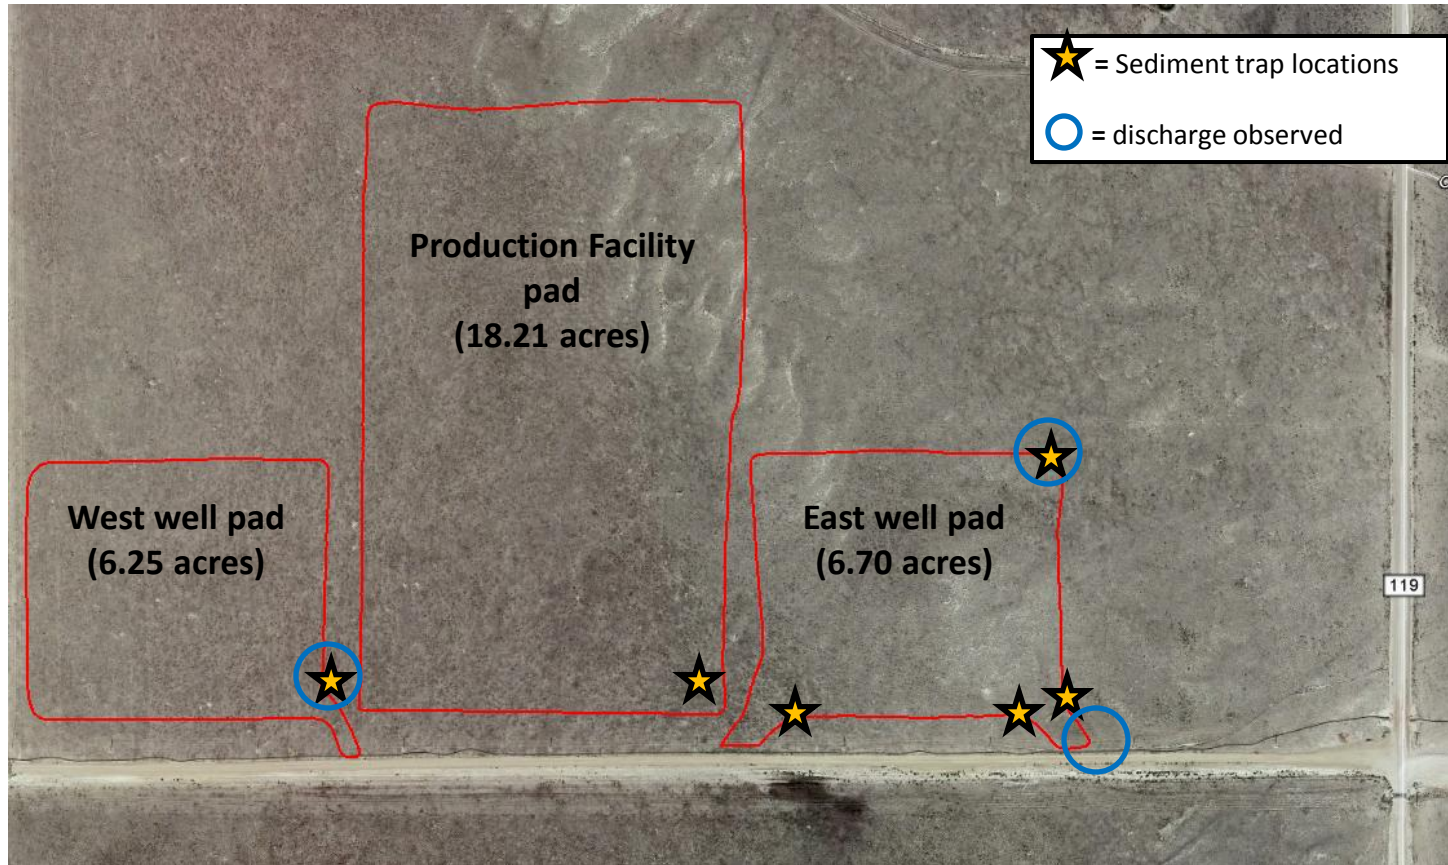 = Sediment trap locations
= discharge observed
Production Facility
pad
(18.21 acres)
West well pad
(6.25 acres)
East well pad
(6.70 acres)
119